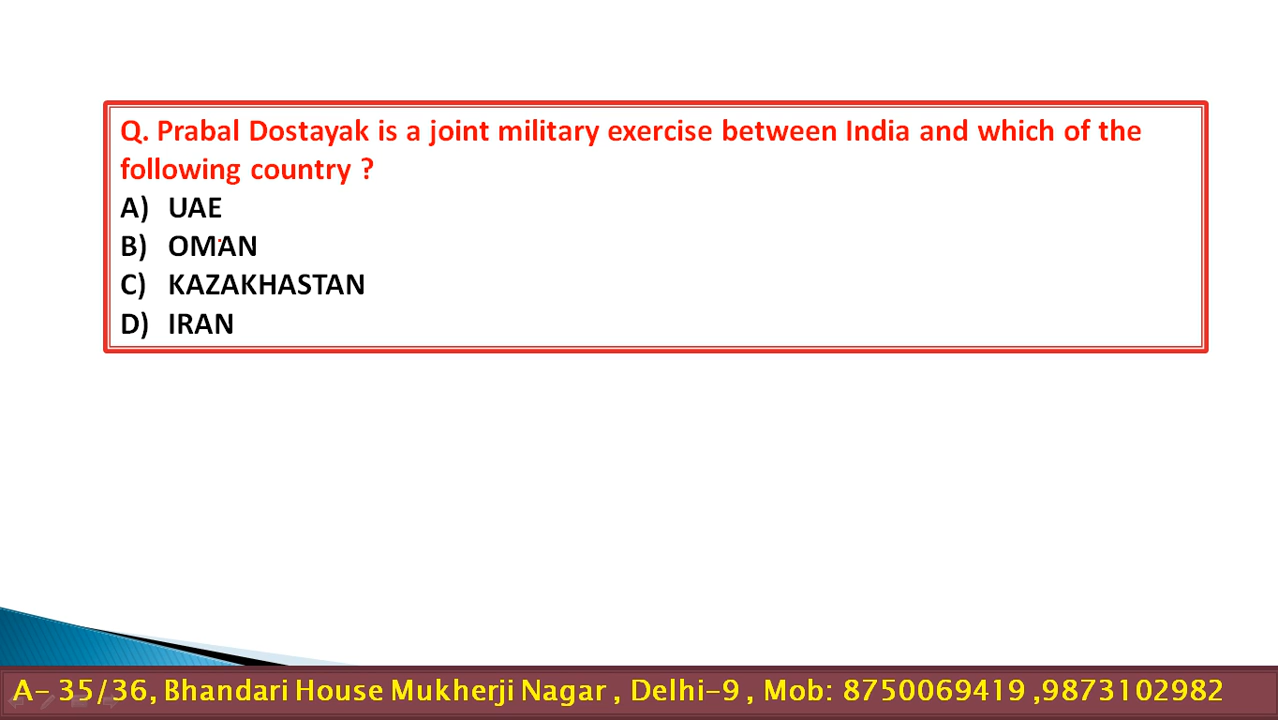 Q. Prabal Dostayak is a joint military exercise between India and which of the
following country ?
A) UAE
B) OMAN
C) KAZAKHASTAN
D) IRAN
A- 35/36, Bhandari House Mukherji Nagar , Delhi-9 , Mob: 8750069419 ,9873102982